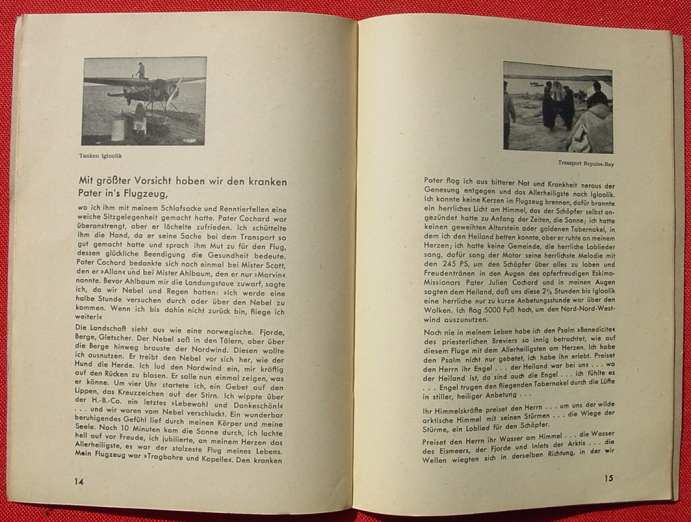 Tanken Igloolik
Mit größter Vorsicht hoben wir den kranken
Pater in's Flugzeug,
wo ich ihm mit meinem Schlafsacke und Rentierfellen eine
weiche Sitzgelegenheit gemacht hatte. Pater Cochard war
überanstrengt, aber er lächelte zufrieden. Ich schüttelte
ihm die Hand, da er seine Sache bei dem Transport so
gut gemacht hatte und sprach ihm Mut zu für den Flug,
dessen glückliche Beendigung die Gesundheit bedeute.
Pater Cochard bedankte sich noch einmal bei Mister Scott,
den er »Allan« und bei Mister Ahlbaum, den er nur »Marvin«
nannte. Bevor Ahlbaum mir die Landungstaue zuwarf, sagte
ich, da wir Nebel und Regen hatten: »Ich werde eine
halbe Stunde versuchen durch oder über den Nebel zu
kommen. Wenn ich bis dahin nicht zurück bin, fliege ich
weiter!«
Die Landschaft sieht aus wie eine norwegische. Fjorde,
Berge, Gletscher. Der Nebel saß in den Tälern, aber über
die Berge hinweg brauste der Nordwind. Diesen wollte
ich ausnutzen. Er treibt den Nebel vor sich her, wie der
Hund die Herde. Ich lud den Nordwind ein, mir kräftig
auf den Rücken zu blasen. Er solle nun einmal zeigen, was
er könne. Um vier Uhr startete ich, ein Gebet auf den
Lippen, das Kreuzzeichen auf der Stirn. Ich wippte über
der H.-B.-Co. ein letztes »Lebewohl und Dankeschön!«
. . . und wir waren vom Nebel verschluckt. Ein wunderbar
beruhigendes Gefühl lief durch meinen Körper und meine
Seele. Nach 10 Minuten kam die Sonne durch, ich lachte
hell auf vor Freude, ich jubilierte, an meinem Herzen das
Allerheiligste, es war der stolzeste Flug meines Lebens.
Mein Flugzeug war »Tragbahre und Kapelle«. Den kranken
14
Transport Repulse-Bay
Pater flog ich aus bitterer Not und Krankheit heraus der
Genesung entgegen und das Allerheiligste nach Igloolik.
Ich konnte keine Kerzen im Flugzeug brennen, dafür brannte
ein herrliches Licht am Himmel, das der Schöpfer selbst an-
gezündet hatte zu Anfang der Zeiten, die Sonne; ich hatte
keinen geweihten Altarstein oder goldenen Tabernakel, in
dem ich den Heiland betten konnte, aber er ruhte an meinem
Herzen; ich hatte keine Gemeinde, die herrliche Loblieder
sang, dafür sang der Motor seine herrlichste Melodie mit
den 245 PS, um den Schöpfer über alles zu loben und
Freudentränen in den Augen des opferfreudigen Eskimo-
Missionars Pater Julien Cochard und in meinen Augen
sagten dem Heiland, daß uns diese 2½ Stunden bis Igloolik
eine herrliche nur zu kurze Anbetungsstunde war über den
Wolken. Ich flog 5000 Fuß hoch, um den Nord-Nord-West-
wind auszunutzen.
Noch nie in meinem Leben habe ich den Psalm »Benedicite«
des priesterlichen Breviers so innig betrachtet, wie auf
diesem Fluge mit dem Allerheiligsten am Herzen. Ich habe
den Psalm nicht nur gebetet, ich habe ihn erlebt. Preiset
den Herrn ihr Engel . . . der Heiland war bei uns . . . wo
der Heiland ist, da sind auch die Engel . . . ich fühlte es
. . . Engel trugen den fliegenden Tabernakel durch die Lüfte
in stiller, heiliger Anbetung . . .
Ihr Himmelskräfte preiset den Herrn . . . um uns der wilde
arktische Himmel mit seinen Stürmen . . . die Wiege der
Stürme, ein Loblied für den Schöpfer.
Preiset den Herrn ihr Wasser am Himmel . . . die Wasser
des Eismeers, der Fjorde und Inlets der Arktis . . . die
Wellen wiegten sich in derselben Richtung, in der wir
15